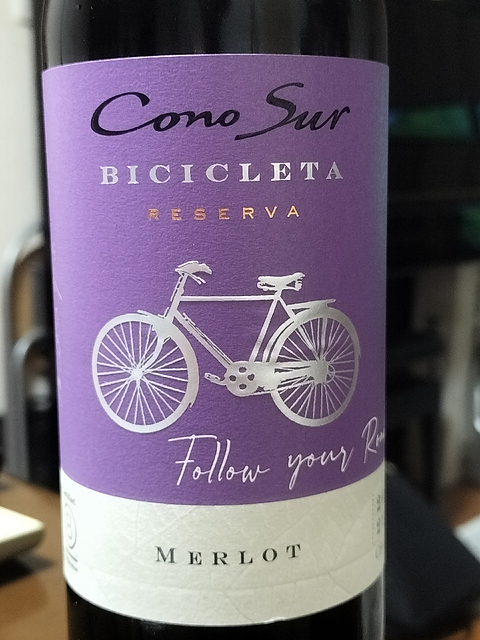 Cono Sur
BICICLETA
RESERVA
Follow your
MERLOT